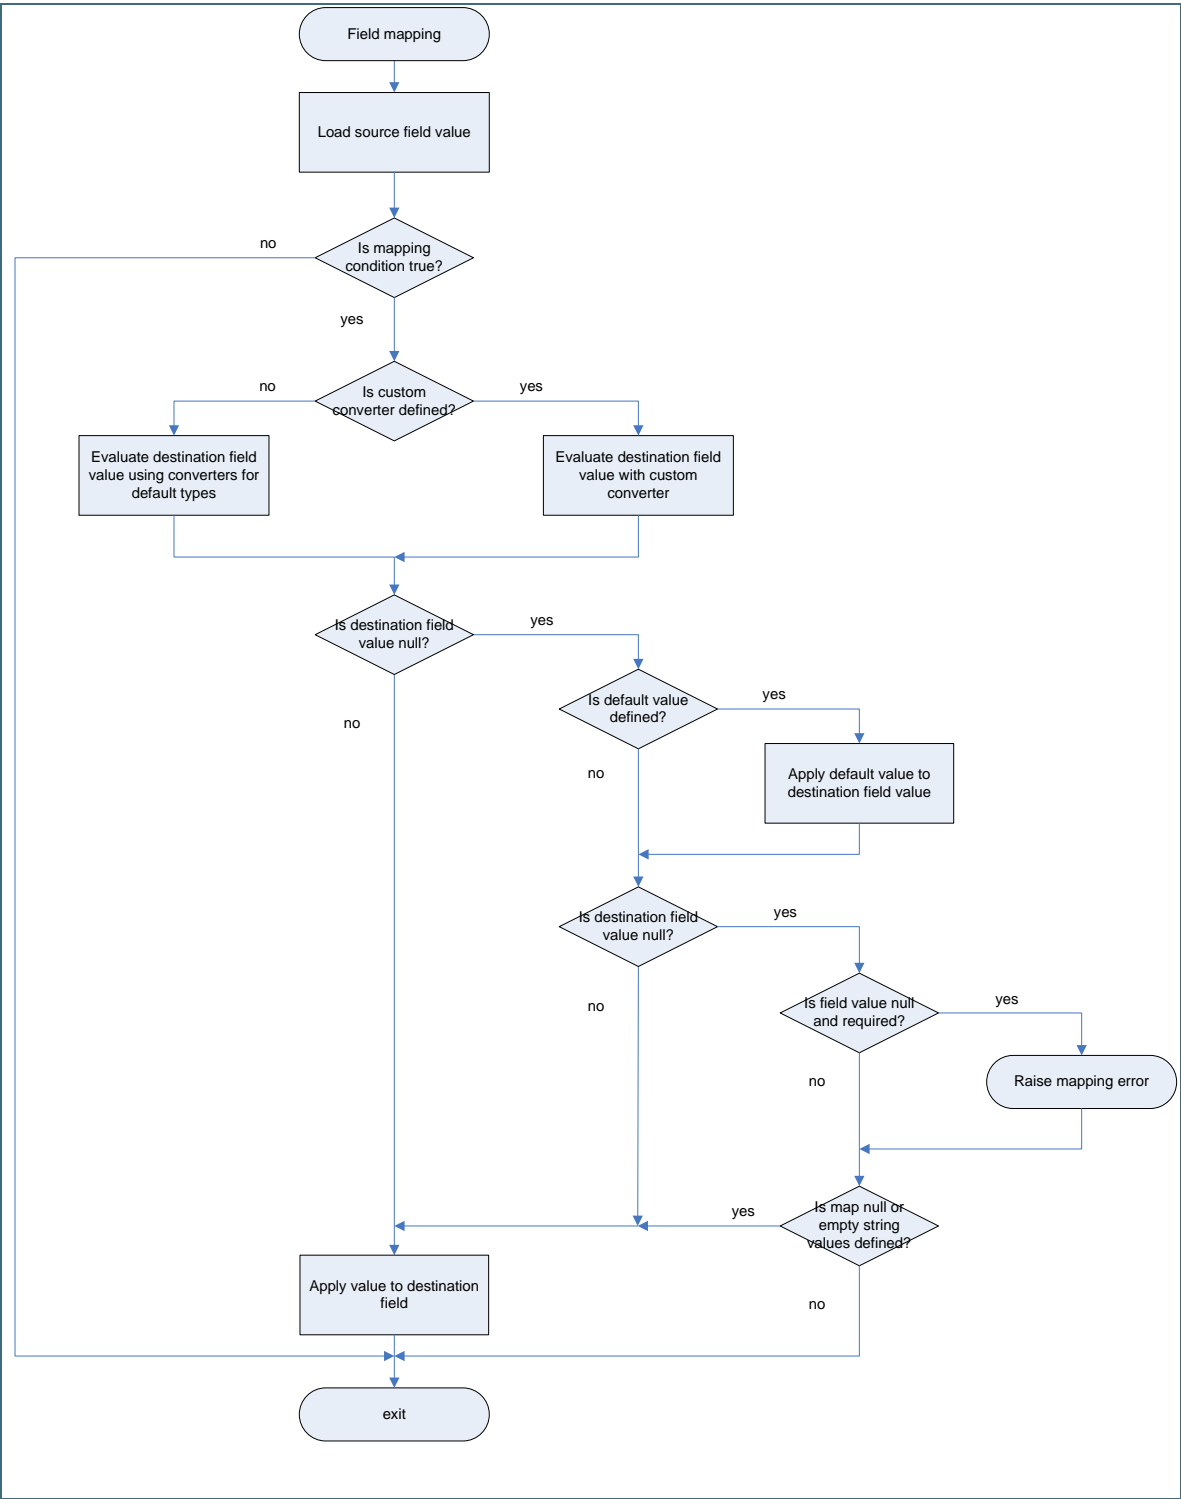 Field mapping
Load source field value
no
Is mapping
condition true?
yes
no
Is custom
converter defined?
yes
Evaluate destination field
value using converters for
default types
Evaluate destination field
value with custom
converter
Is destination field
value null?
yes
no
Is default value
defined?
yes
no
Apply default value to
destination field value
Is destination field
value null?
yes
no
Is field value null
and required?
yes
no
Raise mapping error
yes
Is map null or
empty string
values defined?
no
Apply value to destination
field
exit